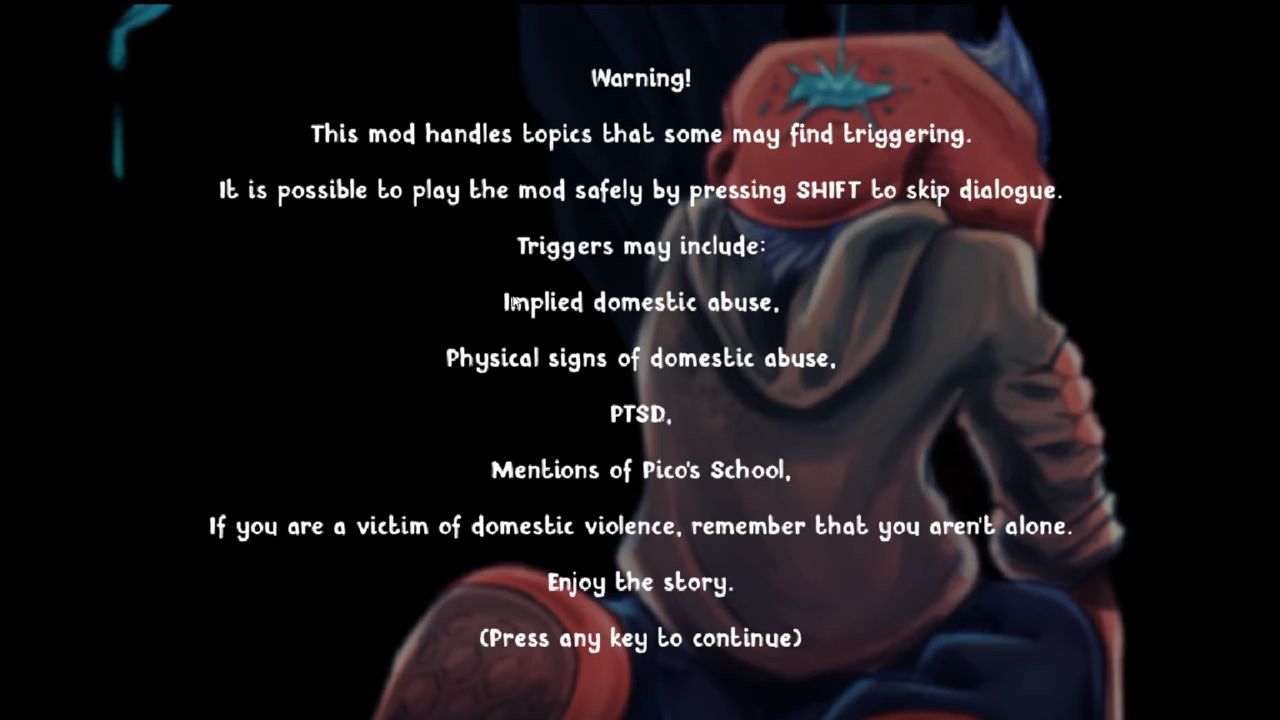 Warning!
This mod handles topics that some may find triggering.
It is possible to play the mod safely by pressing SHIFT to skip dialogue.
Triggers may include:
Implied domestic abuse,
Physical signs of domestic abuse,
PTSD,
Mentions of Pico's School,
If you are a victim of domestic violence, remember that you aren't alone.
Enjoy the story.
(Press any key to continue)